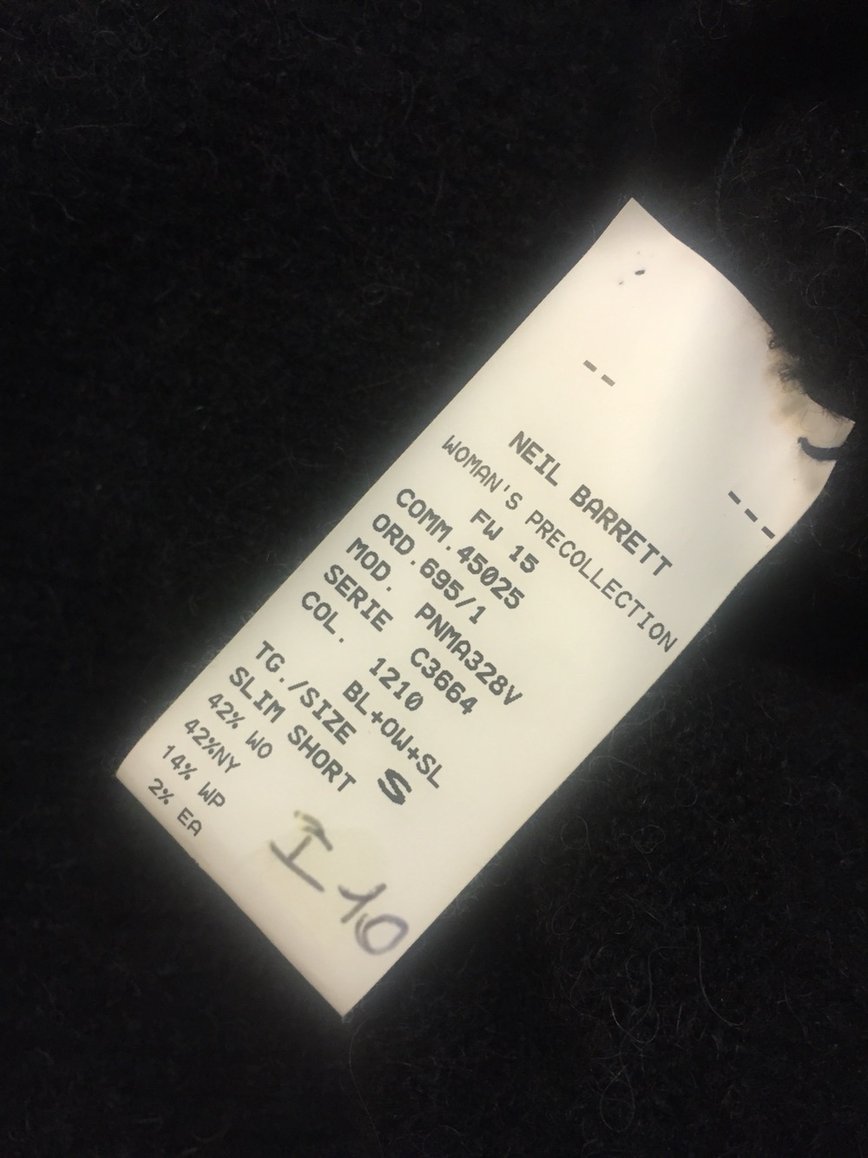 -- ---
NEIL BARRETT
WOMAN'S PRECOLLECTION
FW 15
COMM.45025
ORD.695/1
MOD. PNMA328V
SERIE C3664
COL. 1210
BL+OW+SL
TG./SIZE S
SLIM SHORT
42% WO
42%NY
14% WP
2% EA
I 10